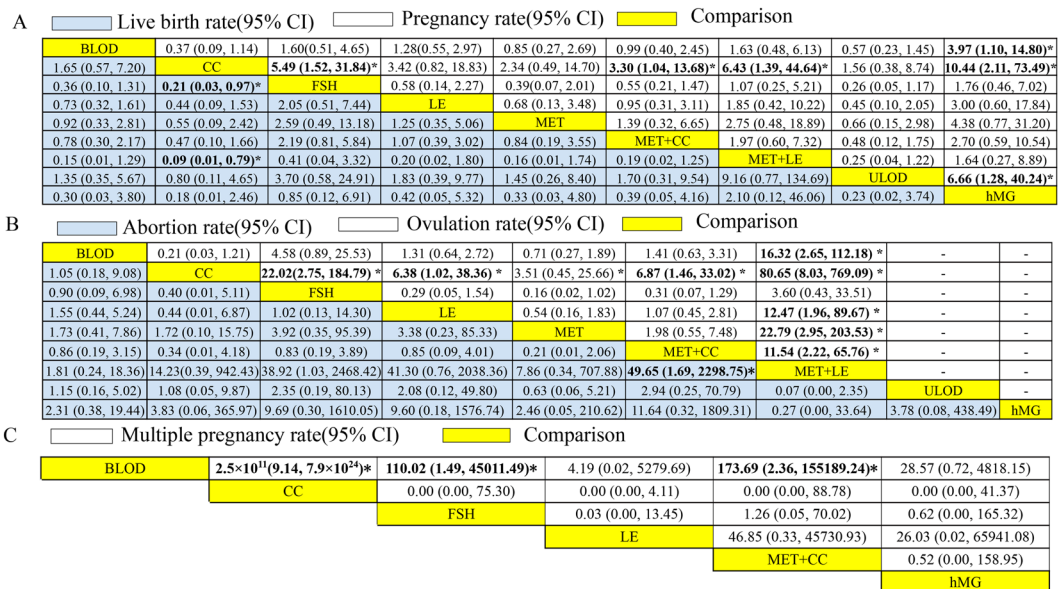 A
Live birth rate(95% CI) Pregnancy rate(95% CI) Comparison
BLOD 0.37 (0.09, 1.14) 1.60(0.51, 4.65) 1.28(0.55, 2.97) 0.85 (0.27, 2.69) 0.99 (0.40, 2.45) 1.63 (0.48, 6.13) 0.57 (0.23, 1.45) 3.97 (1.10, 14.80)*
1.65 (0.57, 7.20) CC 5.49 (1.52, 31.84)* 3.42 (0.82, 18.83) 2.34 (0.49, 14.70) 3.30 (1.04, 13.68)* 6.43 (1.39, 44.64)* 1.56 (0.38, 8.74) 10.44 (2.11, 73.49)*
0.36 (0.10, 1.31) 0.21 (0.03, 0.97)* FSH 0.58 (0.14, 2.27) 0.39(0.07, 2.01) 0.55 (0.21, 1.47) 1.07 (0.25, 5.21) 0.26 (0.05, 1.17) 1.76 (0.46, 7.02)
0.73 (0.32, 1.61) 0.44 (0.09, 1.53) 2.05 (0.51, 7.44) LE 0.68 (0.13, 3.48) 0.95 (0.31, 3.11) 1.85 (0.42, 10.22) 0.45 (0.10, 2.05) 3.00 (0.60, 17.84)
0.92 (0.33, 2.81) 0.55 (0.09, 2.42) 2.59 (0.49, 13.18) 1.25 (0.35, 5.06) MET 1.39 (0.32, 6.65) 2.75 (0.48, 18.89) 0.66 (0.15, 2.98) 4.38 (0.77, 31.20)
0.78 (0.30, 2.17) 0.47 (0.10, 1.66) 2.19 (0.81, 5.84) 1.07 (0.39, 3.02) 0.84 (0.19, 3.55) MET+CC 1.97 (0.60, 7.32) 0.48 (0.12, 1.75) 2.70 (0.59, 10.54)
0.15 (0.01, 1.29) 0.09 (0.01, 0.79)* 0.41 (0.04, 3.32) 0.20 (0.02, 1.80) 0.16 (0.01, 1.74) 0.19 (0.02, 1.25) MET+LE 0.25 (0.04, 1.22) 1.64 (0.27, 8.89)
1.35 (0.35, 5.67) 0.80 (0.11, 4.65) 3.70 (0.58, 24.91) 1.83 (0.39, 9.77) 1.45 (0.26, 8.40) 1.70 (0.31, 9.54) 9.16 (0.77, 134.69) ULOD 6.66 (1.28, 40.24)*
0.30 (0.03, 3.80) 0.18 (0.01, 2.46) 0.85 (0.12, 6.91) 0.42 (0.05, 5.32) 0.33 (0.03, 4.80) 0.39 (0.05, 4.16) 2.10 (0.12, 46.06) 0.23 (0.02, 3.74) hMG
B
Abortion rate(95% CI) Ovulation rate(95% CI) Comparison
BLOD 0.21 (0.03, 1.21) 4.58 (0.89, 25.53) 1.31 (0.64, 2.72) 0.71 (0.27, 1.89) 1.41 (0.63, 3.31) 16.32 (2.65, 112.18) * - -
1.05 (0.18, 9.08) CC 22.02(2.75, 184.79) * 6.38 (1.02, 38.36) * 3.51 (0.45, 25.66) * 6.87 (1.46, 33.02) * 80.65 (8.03, 769.09) * - -
0.90 (0.09, 6.98) 0.40 (0.01, 5.11) FSH 0.29 (0.05, 1.54) 0.16 (0.02, 1.02) 0.31 (0.07, 1.29) 3.60 (0.43, 33.51) - -
1.55 (0.44, 5.24) 0.44 (0.01, 6.87) 1.02 (0.13, 14.30) LE 0.54 (0.16, 1.83) 1.07 (0.45, 2.81) 12.47 (1.96, 89.67) * - -
1.73 (0.41, 7.86) 1.72 (0.10, 15.75) 3.92 (0.35, 95.39) 3.38 (0.23, 85.33) MET 1.98 (0.55, 7.48) 22.79 (2.95, 203.53) * - -
0.86 (0.19, 3.15) 0.34 (0.01, 4.18) 0.83 (0.19, 3.89) 0.85 (0.09, 4.01) 0.21 (0.01, 2.06) MET+CC 11.54 (2.22, 65.76) * - -
1.81 (0.24, 18.36) 14.23(0.39, 942.43) 38.92 (1.03, 2468.42) 41.30 (0.76, 2038.36) 7.86 (0.34, 707.88) 49.65 (1.69, 2298.75)* MET+LE - -
1.15 (0.16, 5.02) 1.08 (0.05, 9.87) 2.35 (0.19, 80.13) 2.08 (0.12, 49.80) 0.63 (0.06, 5.21) 2.94 (0.25, 70.79) 0.07 (0.00, 2.35) ULOD -
2.31 (0.38, 19.44) 3.83 (0.06, 365.97) 9.69 (0.30, 1610.05) 9.60 (0.18, 1576.74) 2.46 (0.05, 210.62) 11.64 (0.32, 1809.31) 0.27 (0.00, 33.64) 3.78 (0.08, 438.49) hMG
C
Multiple pregnancy rate(95% CI) Comparison
BLOD 2.5×10¹¹(9.14, 7.9×10²⁴)* 110.02 (1.49, 45011.49)* 4.19 (0.02, 5279.69) 173.69 (2.36, 155189.24)* 28.57 (0.72, 4818.15)
CC 0.00 (0.00, 75.30) 0.00 (0.00, 4.11) 0.00 (0.00, 88.78) 0.00 (0.00, 41.37)
FSH 0.03 (0.00, 13.45) 1.26 (0.05, 70.02) 0.62 (0.00, 165.32)
LE 46.85 (0.33, 45730.93) 26.03 (0.02, 65941.08)
MET+CC 0.52 (0.00, 158.95)
hMG